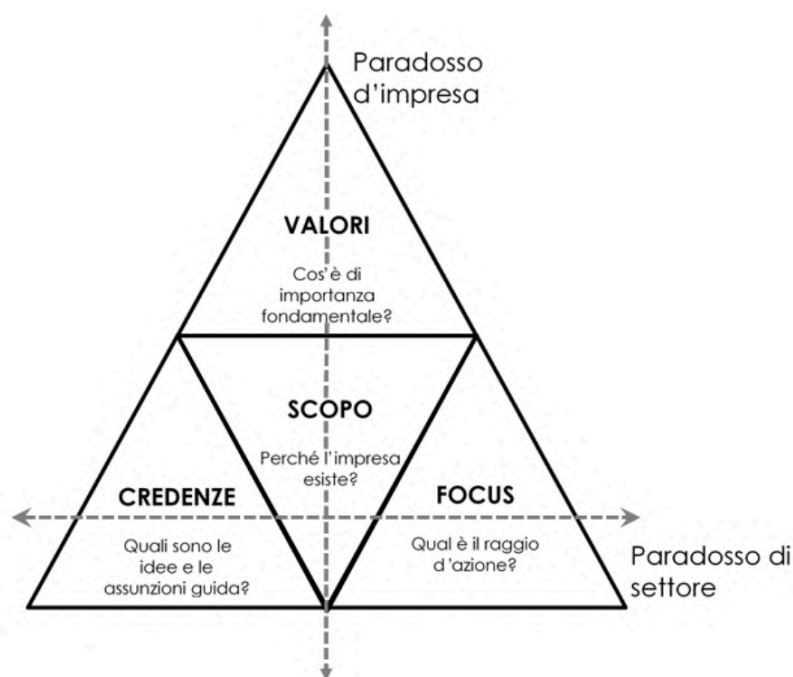 Paradosso
d'impresa
VALORI
Cos'è di
importanza
fondamentale?
SCOPO
Perché l'impresa
esiste?
CREDENZE
Quali sono le
idee e le
assunzioni guida?
FOCUS
Qual è il raggio
d'azione?
Paradosso di
settore